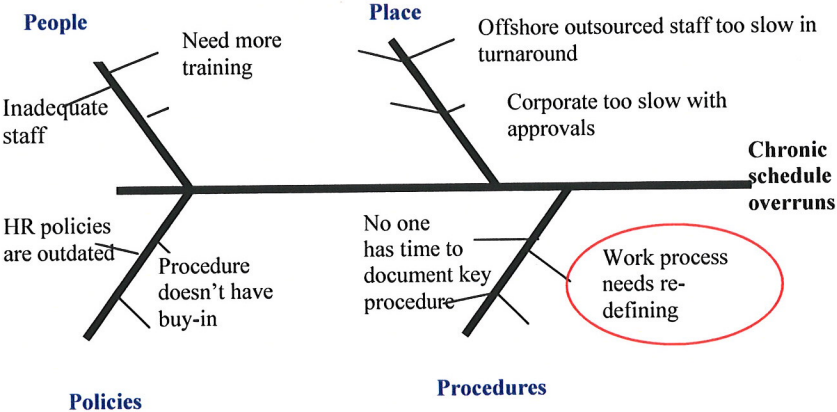 People
Need more
training
Inadequate
staff
Place
Offshore outsourced staff too slow in
turnaround
Corporate too slow with
approvals
Chronic
schedule
overruns
HR policies
are outdated
Procedure
doesn't have
buy-in
No one
has time to
document key
procedure
Work process
needs re-
defining
Policies
Procedures